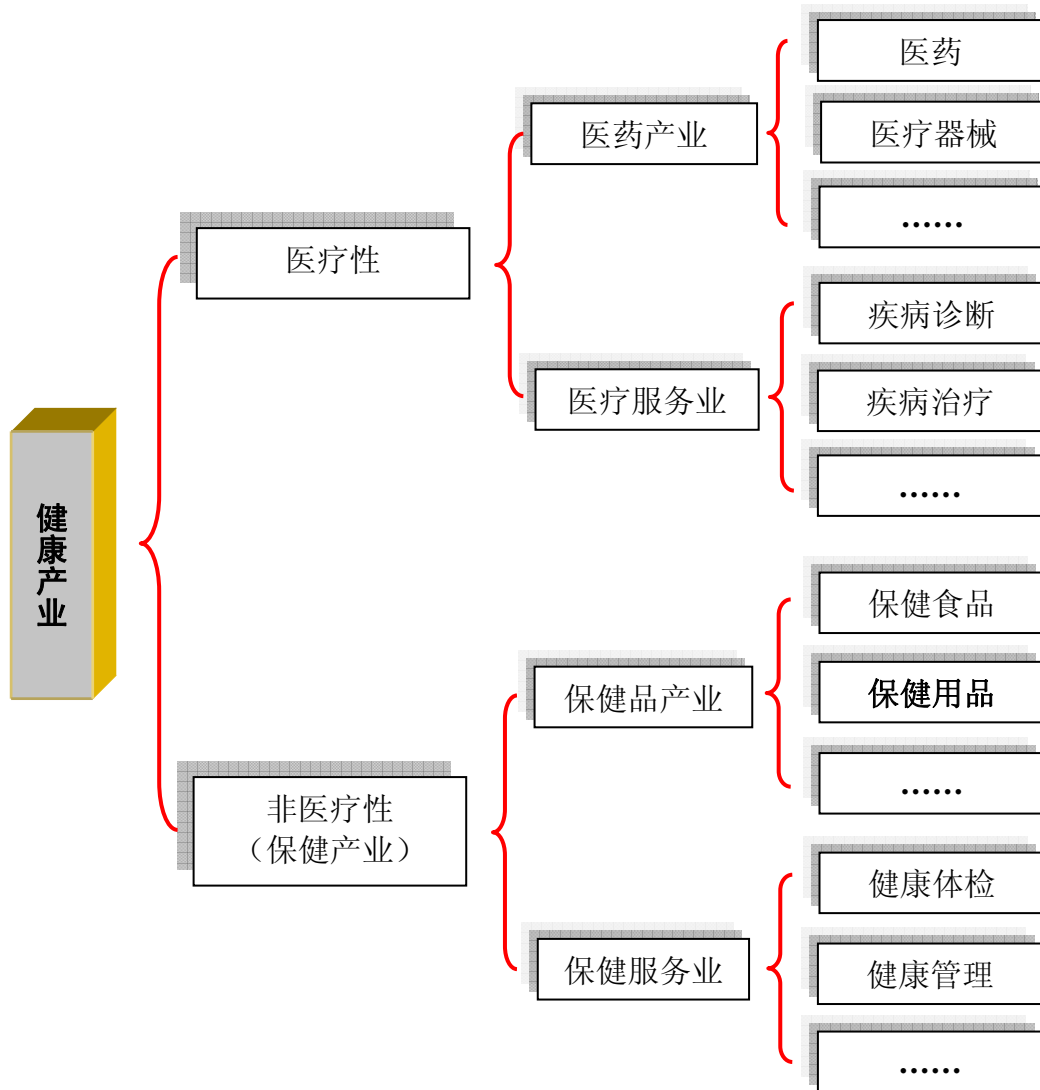 健康产业
医疗性
医药产业
医药
医疗器械
……
医疗服务业
疾病诊断
疾病治疗
……
非医疗性
（保健产业）
保健品产业
保健食品
保健用品
……
保健服务业
健康体检
健康管理
……